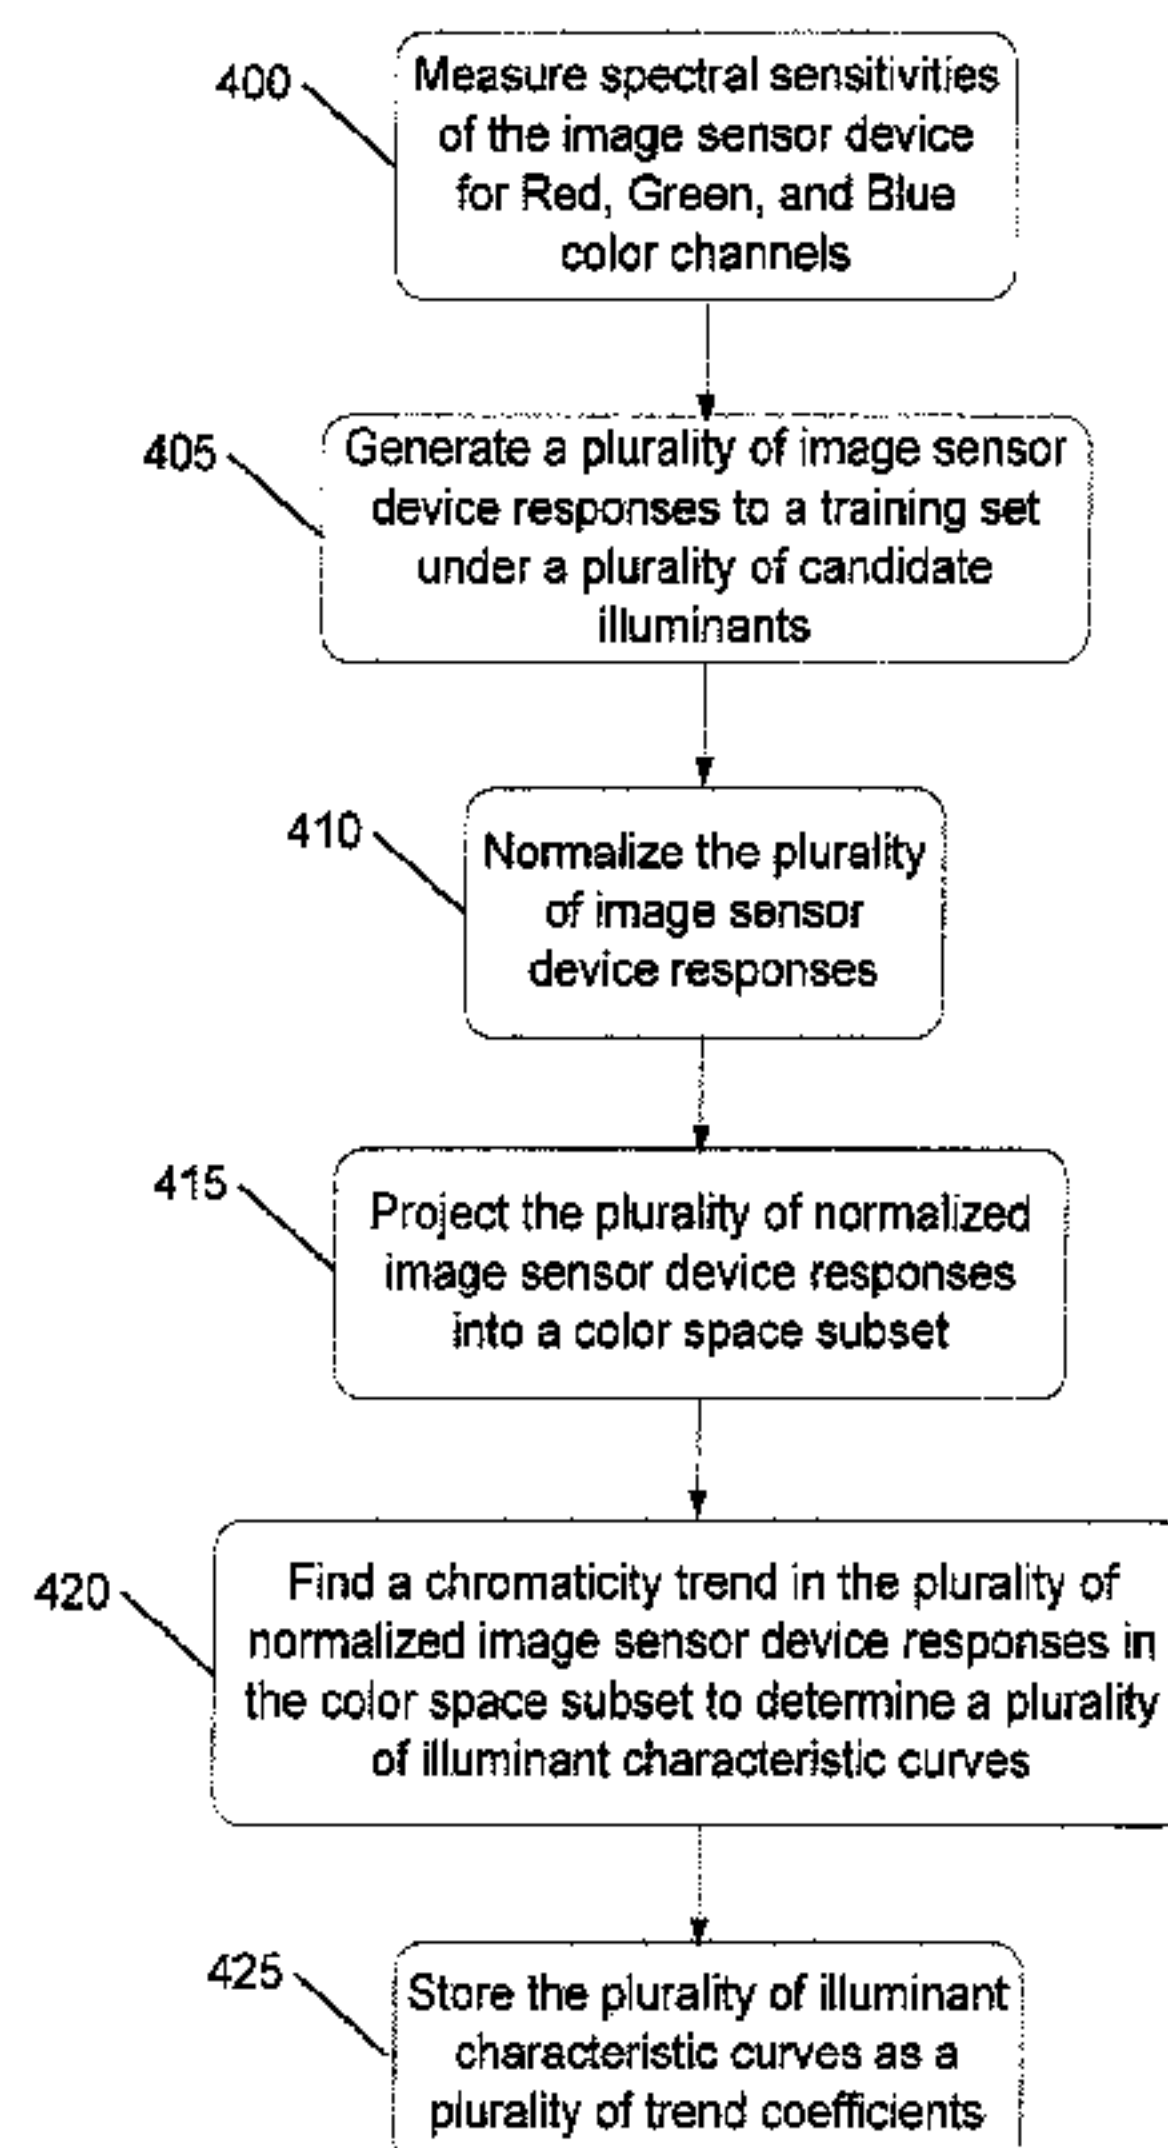 400
Measure spectral sensitivities
of the image sensor device
for Red, Green, and Blue
color channels
405
Generate a plurality of image sensor
device responses to a training set
under a plurality of candidate
illuminants
410
Normalize the plurality
of image sensor
device responses
415
Project the plurality of normalized
image sensor device responses
into a color space subset
420
Find a chromaticity trend in the plurality of
normalized image sensor device responses in
the color space subset to determine a plurality
of illuminant characteristic curves
425
Store the plurality of illuminant
characteristic curves as a
plurality of trend coefficients